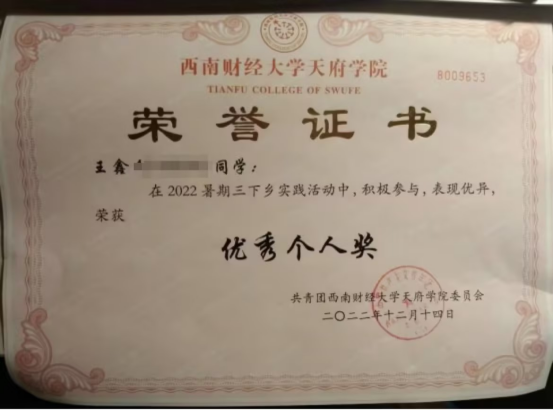 西南财经大学天府学院
TIANFU COLLEGE OF SWUFE
8009653
荣誉证书
王鑫 同学：
在2022暑期三下乡实践活动中，积极参与，表现优异，
荣获
优秀个人奖
共青团西南财经大学天府学院委员会
二〇二二年十二月十四日